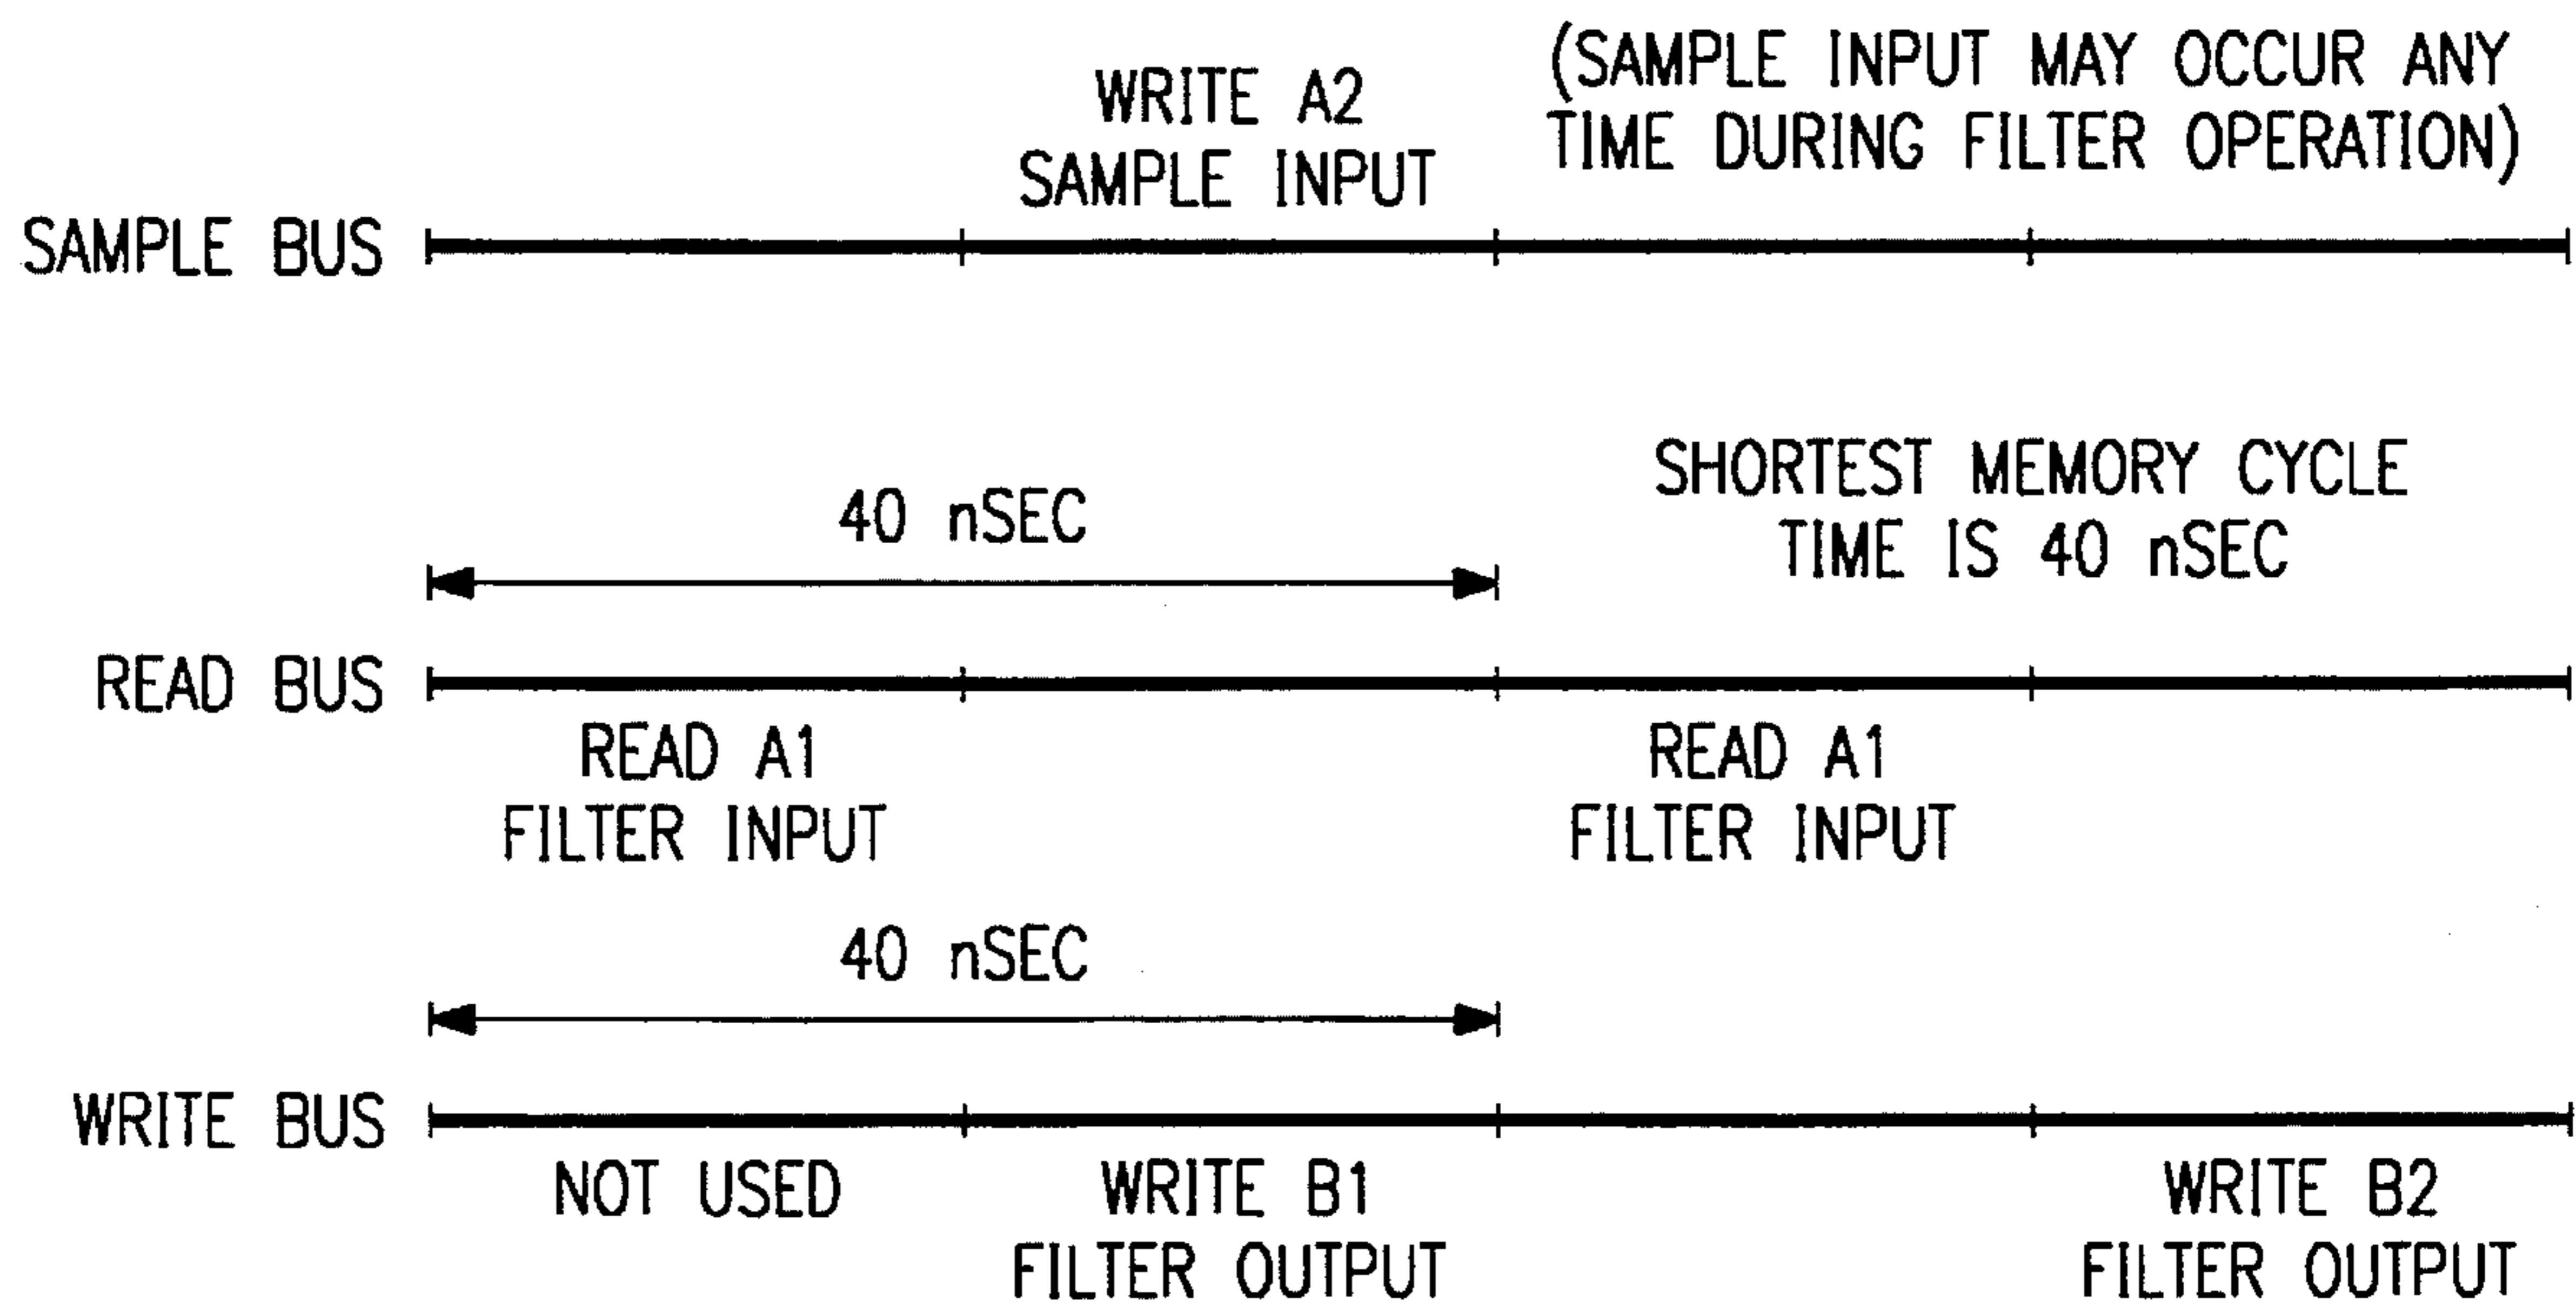 WRITE A2
SAMPLE INPUT
(SAMPLE INPUT MAY OCCUR ANY
TIME DURING FILTER OPERATION)
SAMPLE BUS
40 nSEC
SHORTEST MEMORY CYCLE
TIME IS 40 nSEC
READ BUS
READ A1
FILTER INPUT
READ A1
FILTER INPUT
40 nSEC
WRITE BUS
NOT USED
WRITE B1
FILTER OUTPUT
WRITE B2
FILTER OUTPUT